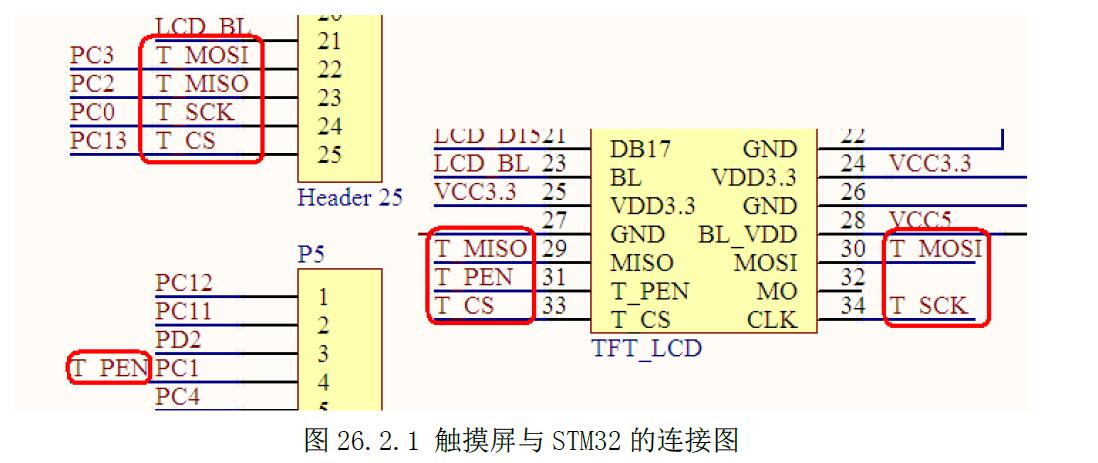 LCD_BL 21
PC3 T_MOSI 22
PC2 T_MISO 23
PC0 T_SCK 24
PC13 T_CS 25
Header 25
P5
PC12 1
PC11 2
PD2 3
T_PEN PC1 4
PC4
LCD_D15 21 DB17 GND 22
LCD_BL 23 BL VDD3.3 24 VCC3.3
VCC3.3 25 VDD3.3 GND 26
27 GND BL_VDD 28 VCC5
T_MISO 29 MISO MOSI 30 T_MOSI
T_PEN 31 T_PEN MO 32
T_CS 33 T_CS CLK 34 T_SCK
TFT_LCD
图 26.2.1 触摸屏与 STM32 的连接图